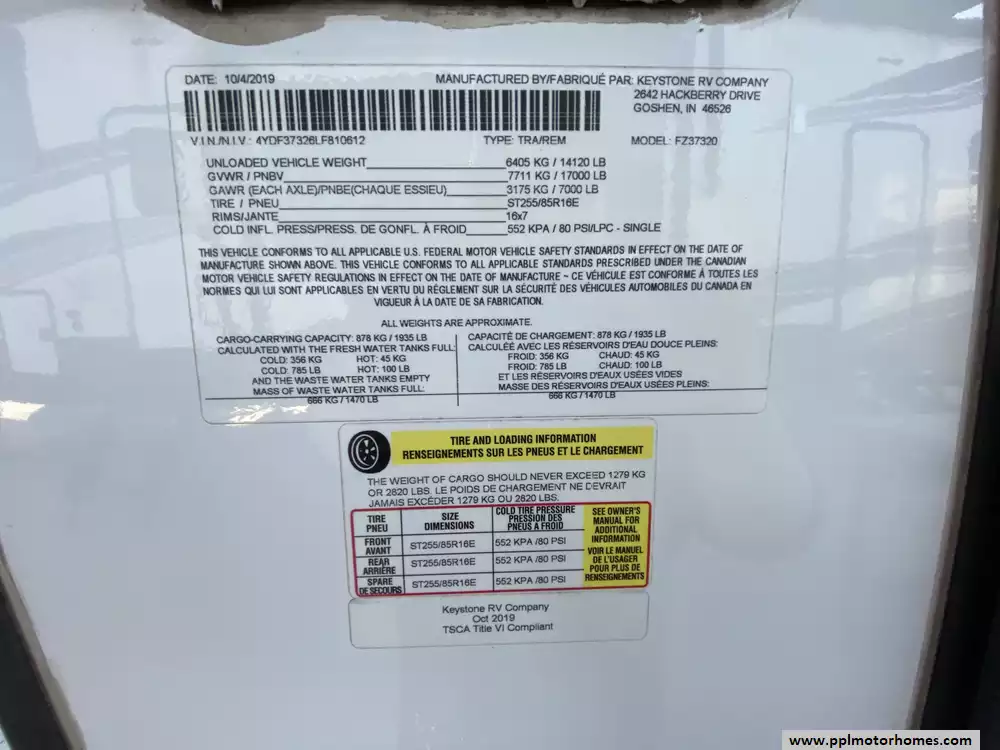 DATE: 10/4/2019
MANUFACTURED BY/FABRIQUÉ PAR: KEYSTONE RV COMPANY
2642 HACKBERRY DRIVE
GOSHEN, IN 46526
V.I.N./N.I.V.: 4YDF37326LF810612 TYPE: TRA/REM MODEL: FZ37320
UNLOADED VEHICLE WEIGHT 6405 KG / 14120 LB
GVWR / PNBV 7711 KG / 17000 LB
GAWR (EACH AXLE)/PNBE(CHAQUE ESSIEU) 3175 KG / 7000 LB
TIRE / PNEU ST255/85R16E
RIMS/JANTE 16x7
COLD INFL. PRESS/PRESS. DE GONFL. À FROID 552 KPA / 80 PSI/LPC - SINGLE
THIS VEHICLE CONFORMS TO ALL APPLICABLE U.S. FEDERAL MOTOR VEHICLE SAFETY STANDARDS IN EFFECT ON THE DATE OF
MANUFACTURE SHOWN ABOVE. THIS VEHICLE CONFORMS TO ALL APPLICABLE STANDARDS PRESCRIBED UNDER THE CANADIAN
MOTOR VEHICLE SAFETY REGULATIONS IN EFFECT ON THE DATE OF MANUFACTURE ~ CE VÉHICULE EST CONFORME À TOUTES LES
NORMES QUI LUI SONT APPLICABLES EN VERTU DU RÉGLEMENT SUR LA SÉCURITÉ DES VÉHICULES AUTOMOBILES DU CANADA EN
VIGUEUR À LA DATE DE SA FABRICATION.
ALL WEIGHTS ARE APPROXIMATE.
CARGO-CARRYING CAPACITY: 878 KG / 1935 LB
CALCULATED WITH THE FRESH WATER TANKS FULL:
COLD: 356 KG HOT: 45 KG
COLD: 785 LB HOT: 100 LB
AND THE WASTE WATER TANKS EMPTY
MASS OF WASTE WATER TANKS FULL:
666 KG / 1470 LB
CAPACITÉ DE CHARGEMENT: 878 KG / 1935 LB
CALCULÉE AVEC LES RÉSERVOIRS D'EAU DOUCE PLEINS:
FROID: 356 KG CHAUD: 45 KG
FROID: 785 LB CHAUD: 100 LB
ET LES RÉSERVOIRS D'EAUX USÉES VIDES
MASSE DES RÉSERVOIRS D'EAUX USÉES PLEINS:
666 KG / 1470 LB
TIRE AND LOADING INFORMATION
RENSEIGNEMENTS SUR LES PNEUS ET LE CHARGEMENT
THE WEIGHT OF CARGO SHOULD NEVER EXCEED 1279 KG
OR 2820 LBS. LE POIDS DE CHARGEMENT NE DEVRAIT
JAMAIS EXCÉDER 1279 KG OU 2820 LBS.
TIRE
PNEU
SIZE
DIMENSIONS
COLD TIRE PRESSURE
PRESSION DES
PNEUS A FROID
FRONT
AVANT
ST255/85R16E
552 KPA /80 PSI
REAR
ARRIÈRE
ST255/85R16E
552 KPA /80 PSI
SPARE
DE SECOURS
ST255/85R16E
552 KPA /80 PSI
SEE OWNER'S
MANUAL FOR
ADDITIONAL
INFORMATION
VOIR LE MANUEL
DE L'USAGER
POUR PLUS DE
RENSEIGNEMENTS
Keystone RV Company
Oct 2019
TSCA Title VI Compliant
www.pplmotorhomes.com